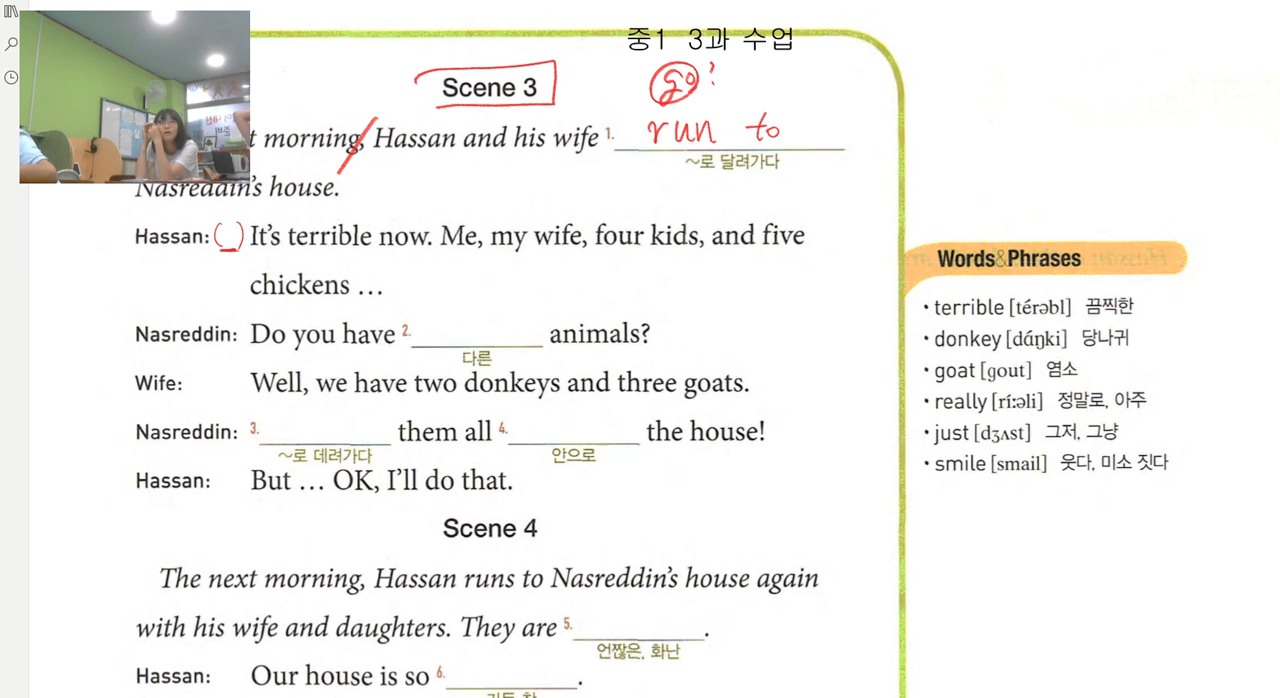 중1 3과 수업
Scene 3
go?
t morning, Hassan and his wife 1. run to
~로 달려가다
Nasreddin's house.
Hassan: ( ) It's terrible now. Me, my wife, four kids, and five
chickens …
Nasreddin: Do you have 2. animals?
다른
Wife: Well, we have two donkeys and three goats.
Nasreddin: 3. them all 4. the house!
~로 데려가다 안으로
Hassan: But … OK, I'll do that.
Scene 4
The next morning, Hassan runs to Nasreddin's house again
with his wife and daughters. They are 5. .
언짢은, 화난
Hassan: Our house is so 6. .
Words&Phrases
• terrible [térəbl] 끔찍한
• donkey [dáŋki] 당나귀
• goat [gout] 염소
• really [ríːəli] 정말로, 아주
• just [dʒʌst] 그저, 그냥
• smile [smail] 웃다, 미소 짓다